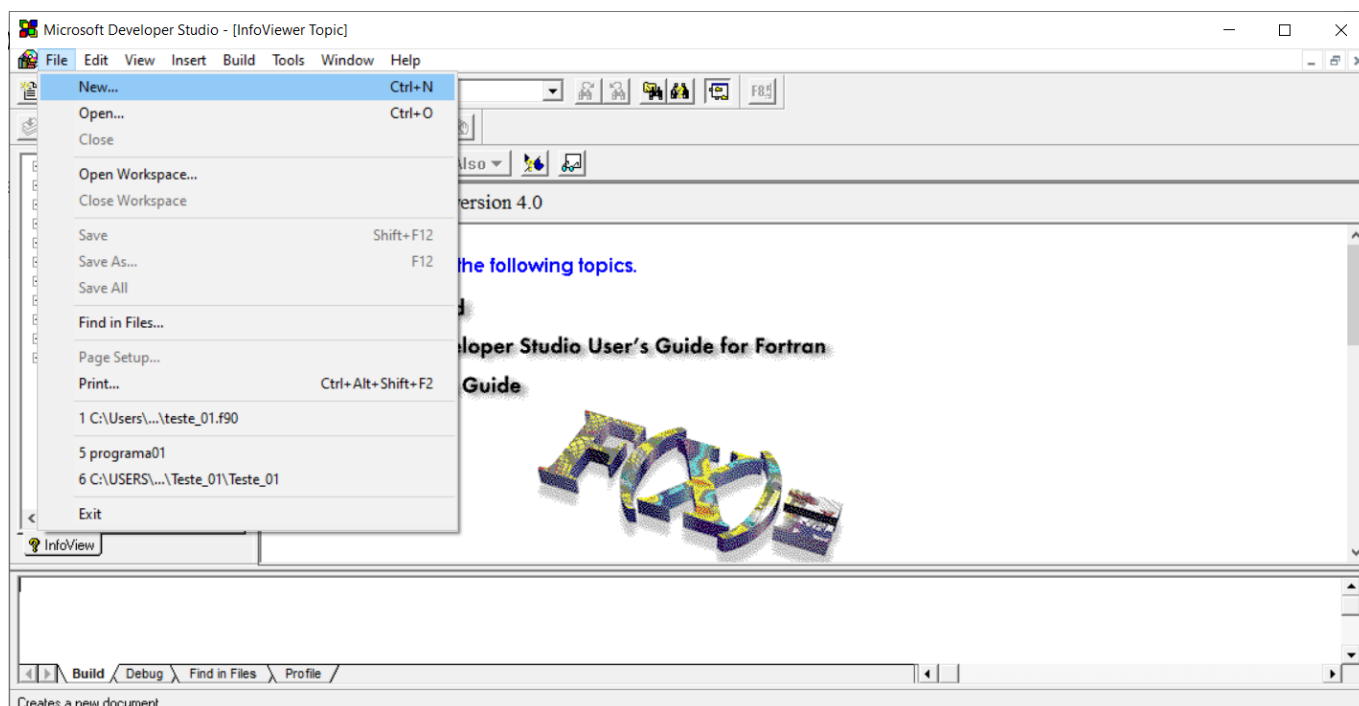 Microsoft Developer Studio - [InfoViewer Topic]
File Edit View Insert Build Tools Window Help
New... Ctrl+N
Open... Ctrl+O
Close
Open Workspace...
Close Workspace
Save Shift+F12
Save As... F12
Save All
Find in Files...
Page Setup...
Print... Ctrl+Alt+Shift+F2
1 C:\Users\...\teste_01.f90
5 programa01
6 C:\USERS\...\Teste_01\Teste_01
Exit
Also
version 4.0
the following topics.
eloper Studio User's Guide for Fortran
Guide
InfoView
Build Debug Find in Files Profile
Creates a new document